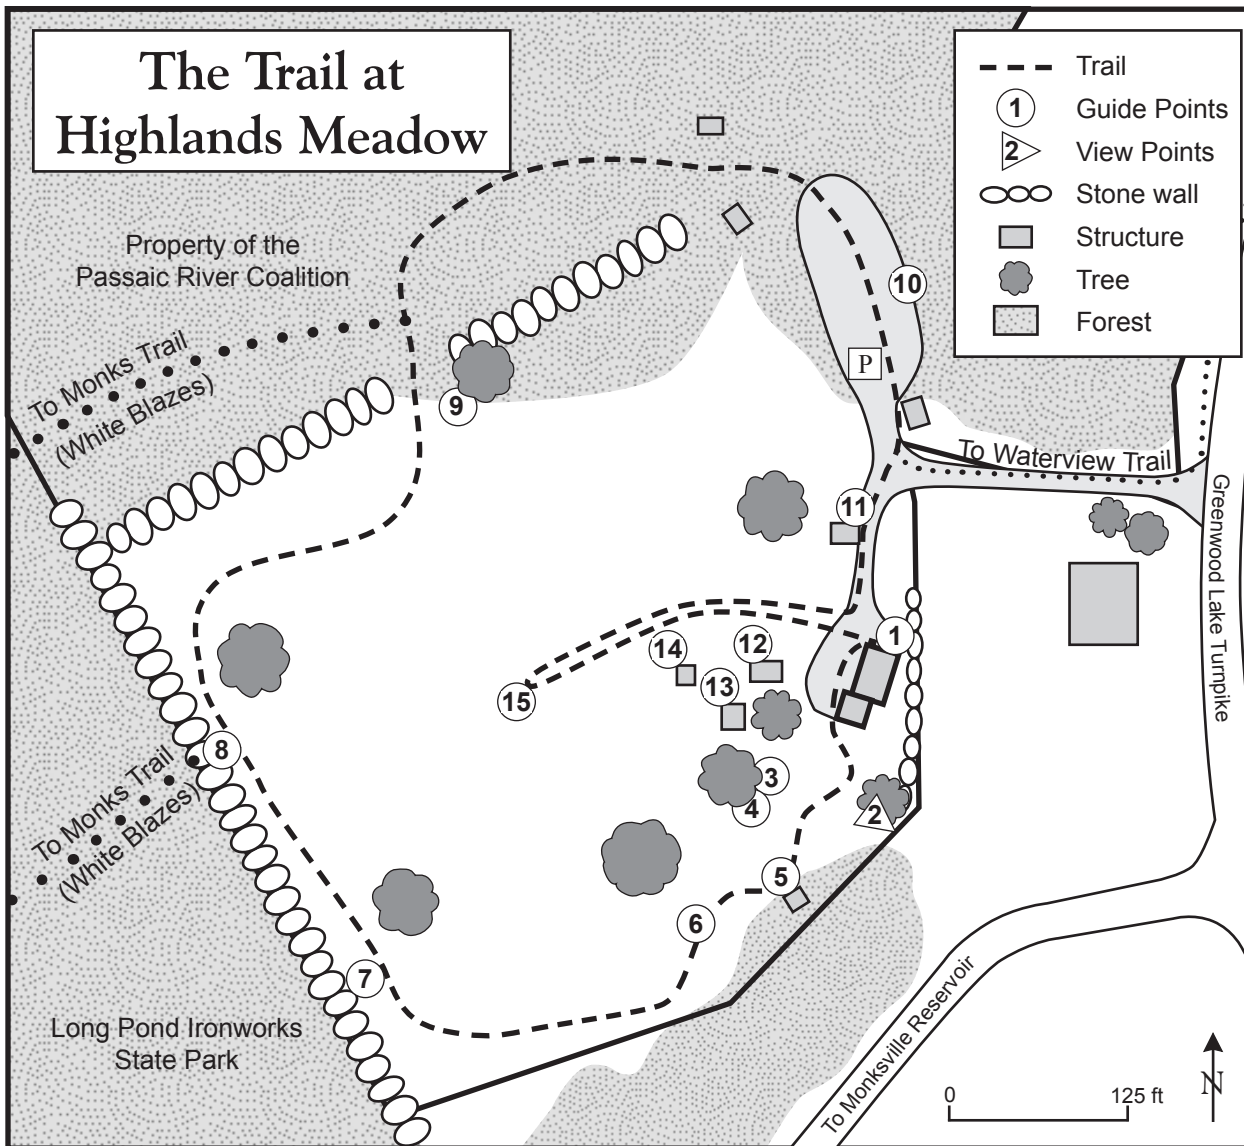 The Trail at
Highlands Meadow
Trail
1 Guide Points
2 View Points
Stone wall
Structure
Tree
Forest
Property of the
Passaic River Coalition
To Monks Trail
(White Blazes)
10
P
9
To Waterview Trail
11
Greenwood Lake Turnpike
1
14
12
13
15
8
To Monks Trail
(White Blazes)
3
4
2
5
6
7
Long Pond Ironworks
State Park
To Monksville Reservoir
N
0 125 ft